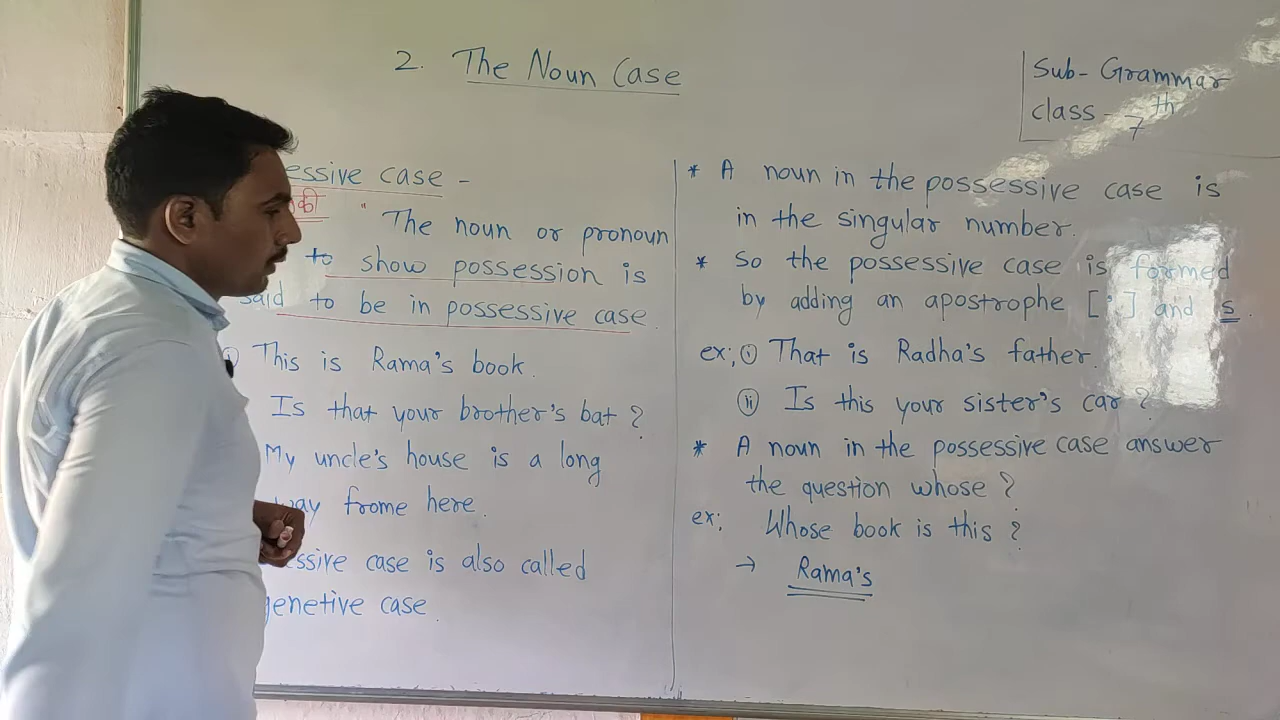 2. The Noun Case
Sub- Grammar
class- 7th
essive case -
की " The noun or pronoun
to show possession is
said to be in possessive case.
This is Rama's book.
Is that your brother's bat ?
My uncle's house is a long
way frome here.
essive case is also called
genetive case.
* A noun in the possessive case is
in the singular number.
* So the possessive case is formed
by adding an apostrophe ['] and s.
ex; (i) That is Radha's father.
(ii) Is this your sister's car ?
* A noun in the possessive case answer
the question whose ?
ex; Whose book is this ?
→ Rama's